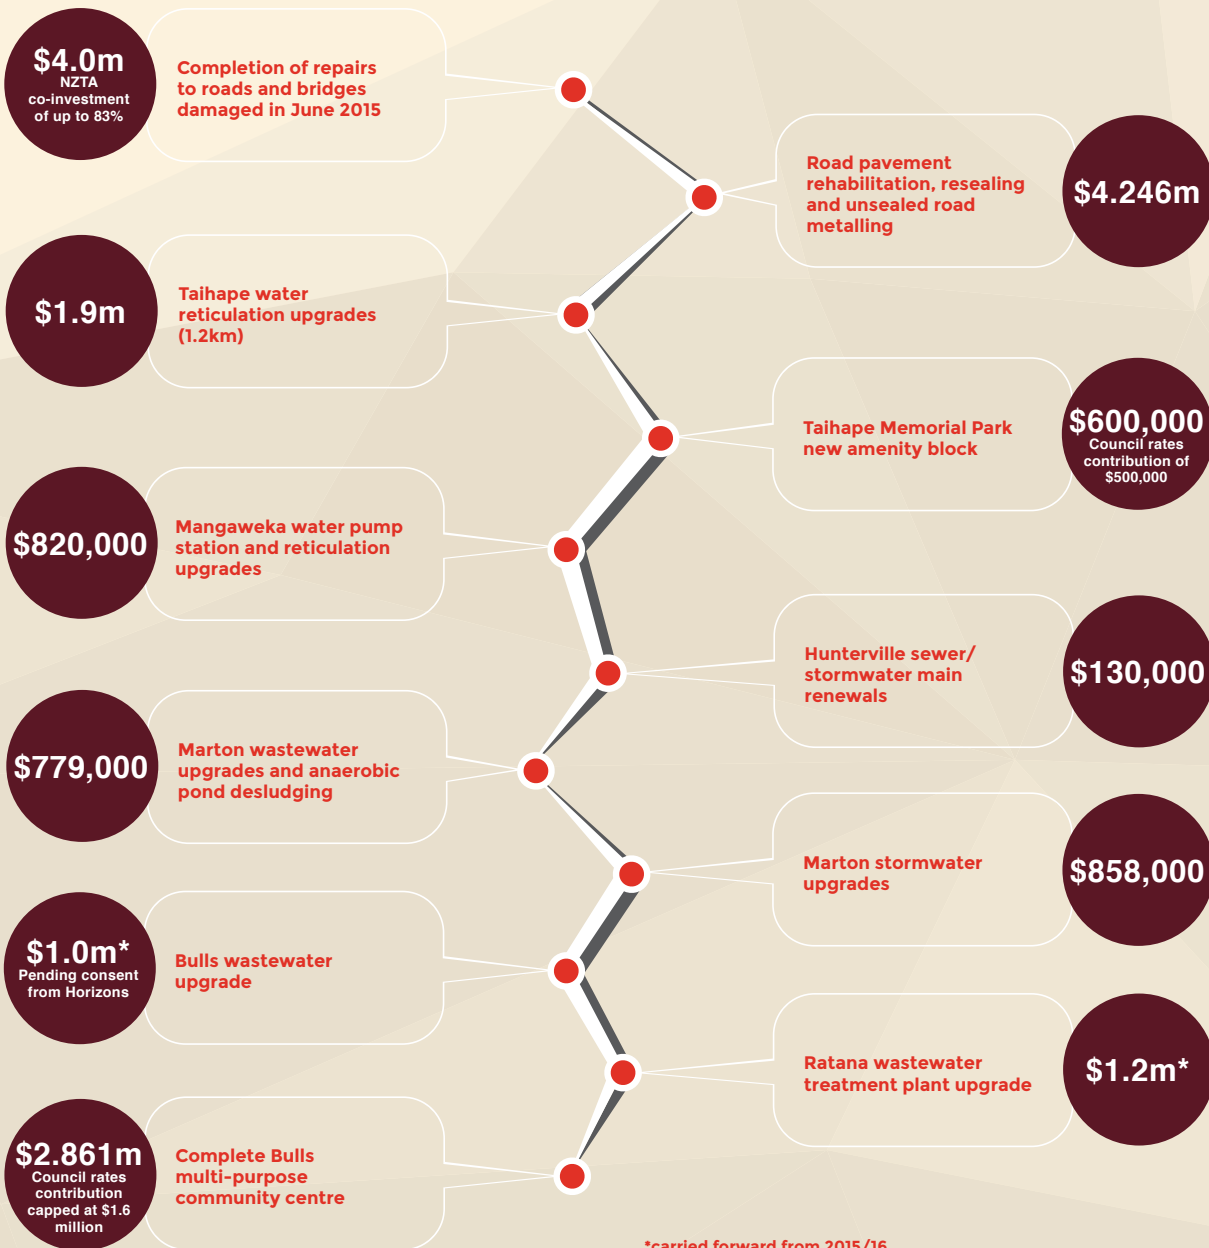 $4.0m
NZTA
co-investment
of up to 83%
Completion of repairs
to roads and bridges
damaged in June 2015
Road pavement
rehabilitation, resealing
and unsealed road
metalling
$4.246m
$1.9m
Taihape water
reticulation upgrades
(1.2km)
Taihape Memorial Park
new amenity block
$600,000
Council rates
contribution of
$500,000
$820,000
Mangaweka water pump
station and reticulation
upgrades
Hunterville sewer/
stormwater main
renewals
$130,000
$779,000
Marton wastewater
upgrades and anaerobic
pond desludging
Marton stormwater
upgrades
$858,000
$1.0m*
Pending consent
from Horizons
Bulls wastewater
upgrade
Ratana wastewater
treatment plant upgrade
$1.2m*
$2.861m
Council rates
contribution
capped at $1.6
million
Complete Bulls
multi-purpose
community centre
*carried forward from 2015/16